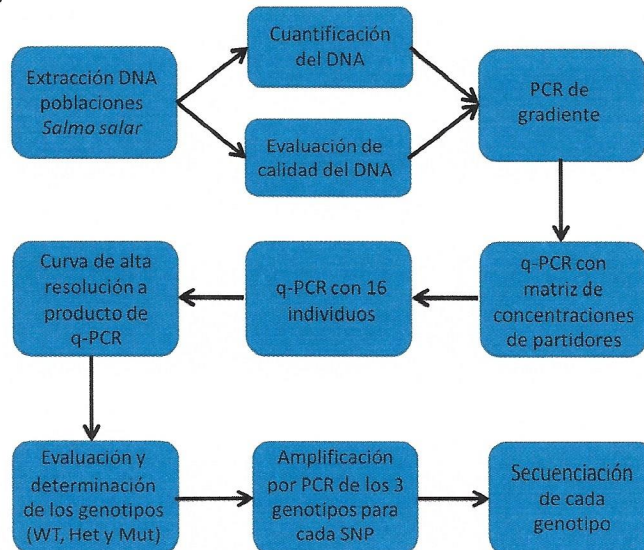 Extracción DNA
poblaciones
Salmo salar
Cuantificación
del DNA
Evaluación de
calidad del DNA
PCR de
gradiente
q-PCR con
matriz de
concentraciones
de partidores
q-PCR con 16
individuos
Curva de alta
resolución a
producto de
q-PCR
Evaluación y
determinación
de los genotipos
(WT, Het y Mut)
Amplificación
por PCR de los 3
genotipos para
cada SNP
Secuenciación
de cada
genotipo